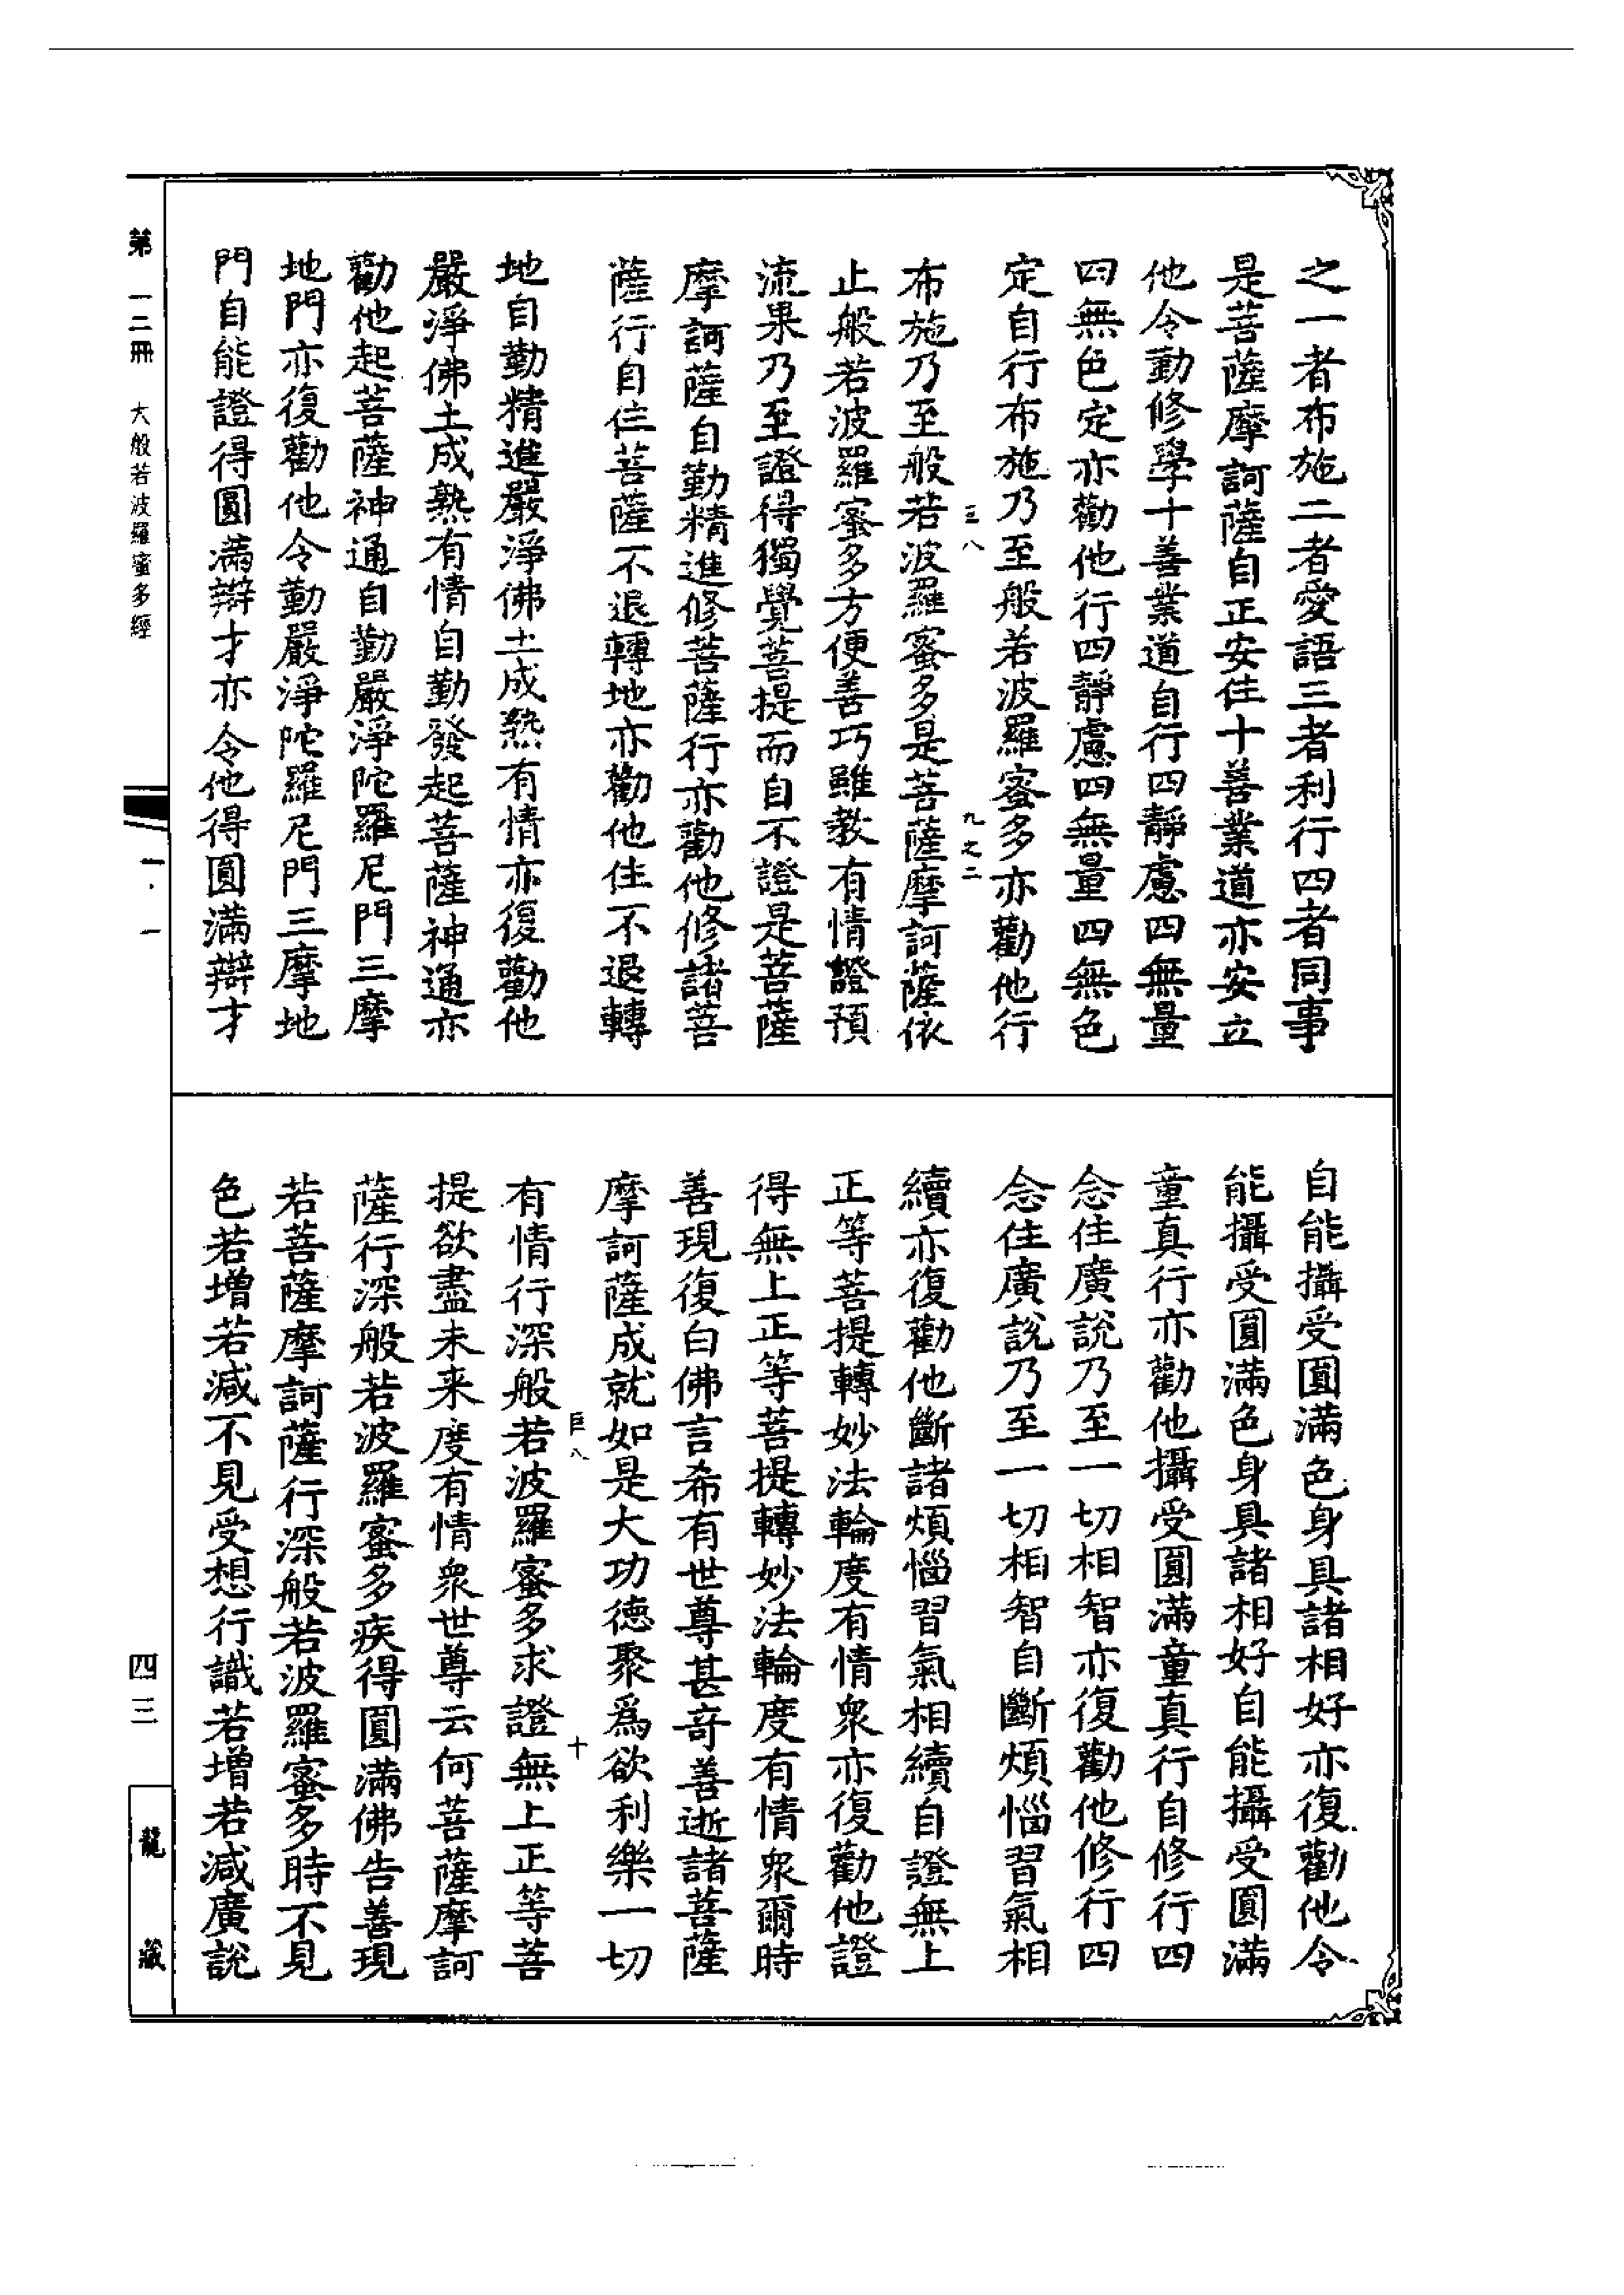 之一者布施二者愛語三者利行四者同事
是菩薩摩訶薩自正安住十善業道亦安立
他令勤修學十善業道自行四靜慮四無量
四無色定亦勸他行四靜慮四無量四無色
定自行布施乃至般若波羅蜜多亦勸他行
八
九之二
布施乃至般若波羅蜜多是菩薩摩訶薩依
止般若波羅蜜多方便善巧雖教有情證預
流果乃至證得獨覺菩提而自不證是菩薩
摩訶薩自勤精進修菩薩行亦勸他修諸菩
薩行自住菩薩不退轉地亦勸他住不退轉
地自勤精進嚴淨佛土成熟有情亦復勸他
嚴淨佛土成熟有情自勤發起菩薩神通亦
勸他起菩薩神通自勤嚴淨陀羅尼門三摩
地門亦復勸他令勤嚴淨陀羅尼門三摩地
門自能證得圓滿辯才亦令他得圓滿辯才
自能攝受圓滿色身具諸相好亦復勸他令
能攝受圓滿色身具諸相好自能攝受圓滿
童真行亦勸他攝受圓滿童真行自修行四
念住廣說乃至一切相智亦復勸他修行四
念住廣說乃至一切相智自斷煩惱習氣相
續亦復勸他斷諸煩惱習氣相續自證無上
正等菩提轉妙法輪度有情衆亦復勸他證
得無上正等菩提轉妙法輪度有情衆爾時
善現復白佛言希有世尊甚奇善逝諸菩薩
摩訶薩成就如是大功德聚爲欲利樂一切
巨八
十
有情行深般若波羅蜜多求證無上正等菩
提欲盡未来度有情衆世尊云何菩薩摩訶
薩行深般若波羅蜜多疾得圓滿佛告善現
若菩薩摩訶薩行深般若波羅蜜多時不見
色若增若減不見受想行識若增若減廣說
第一三冊
大般若波羅蜜多經
一·一
四三
龍藏